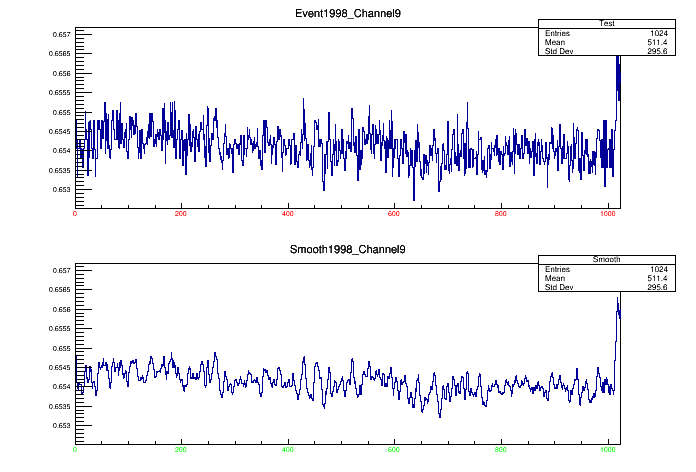 Event1998_Channel9
Test
Entries 1024
Mean 511.4
Std Dev 295.6
0.657
0.6565
0.656
0.6555
0.655
0.6545
0.654
0.6535
0.653
0 200 400 600 800 1000
Smooth1998_Channel9
Smooth
Entries 1024
Mean 511.4
Std Dev 295.6
0.657
0.6565
0.656
0.6555
0.655
0.6545
0.654
0.6535
0.653
0 200 400 600 800 1000